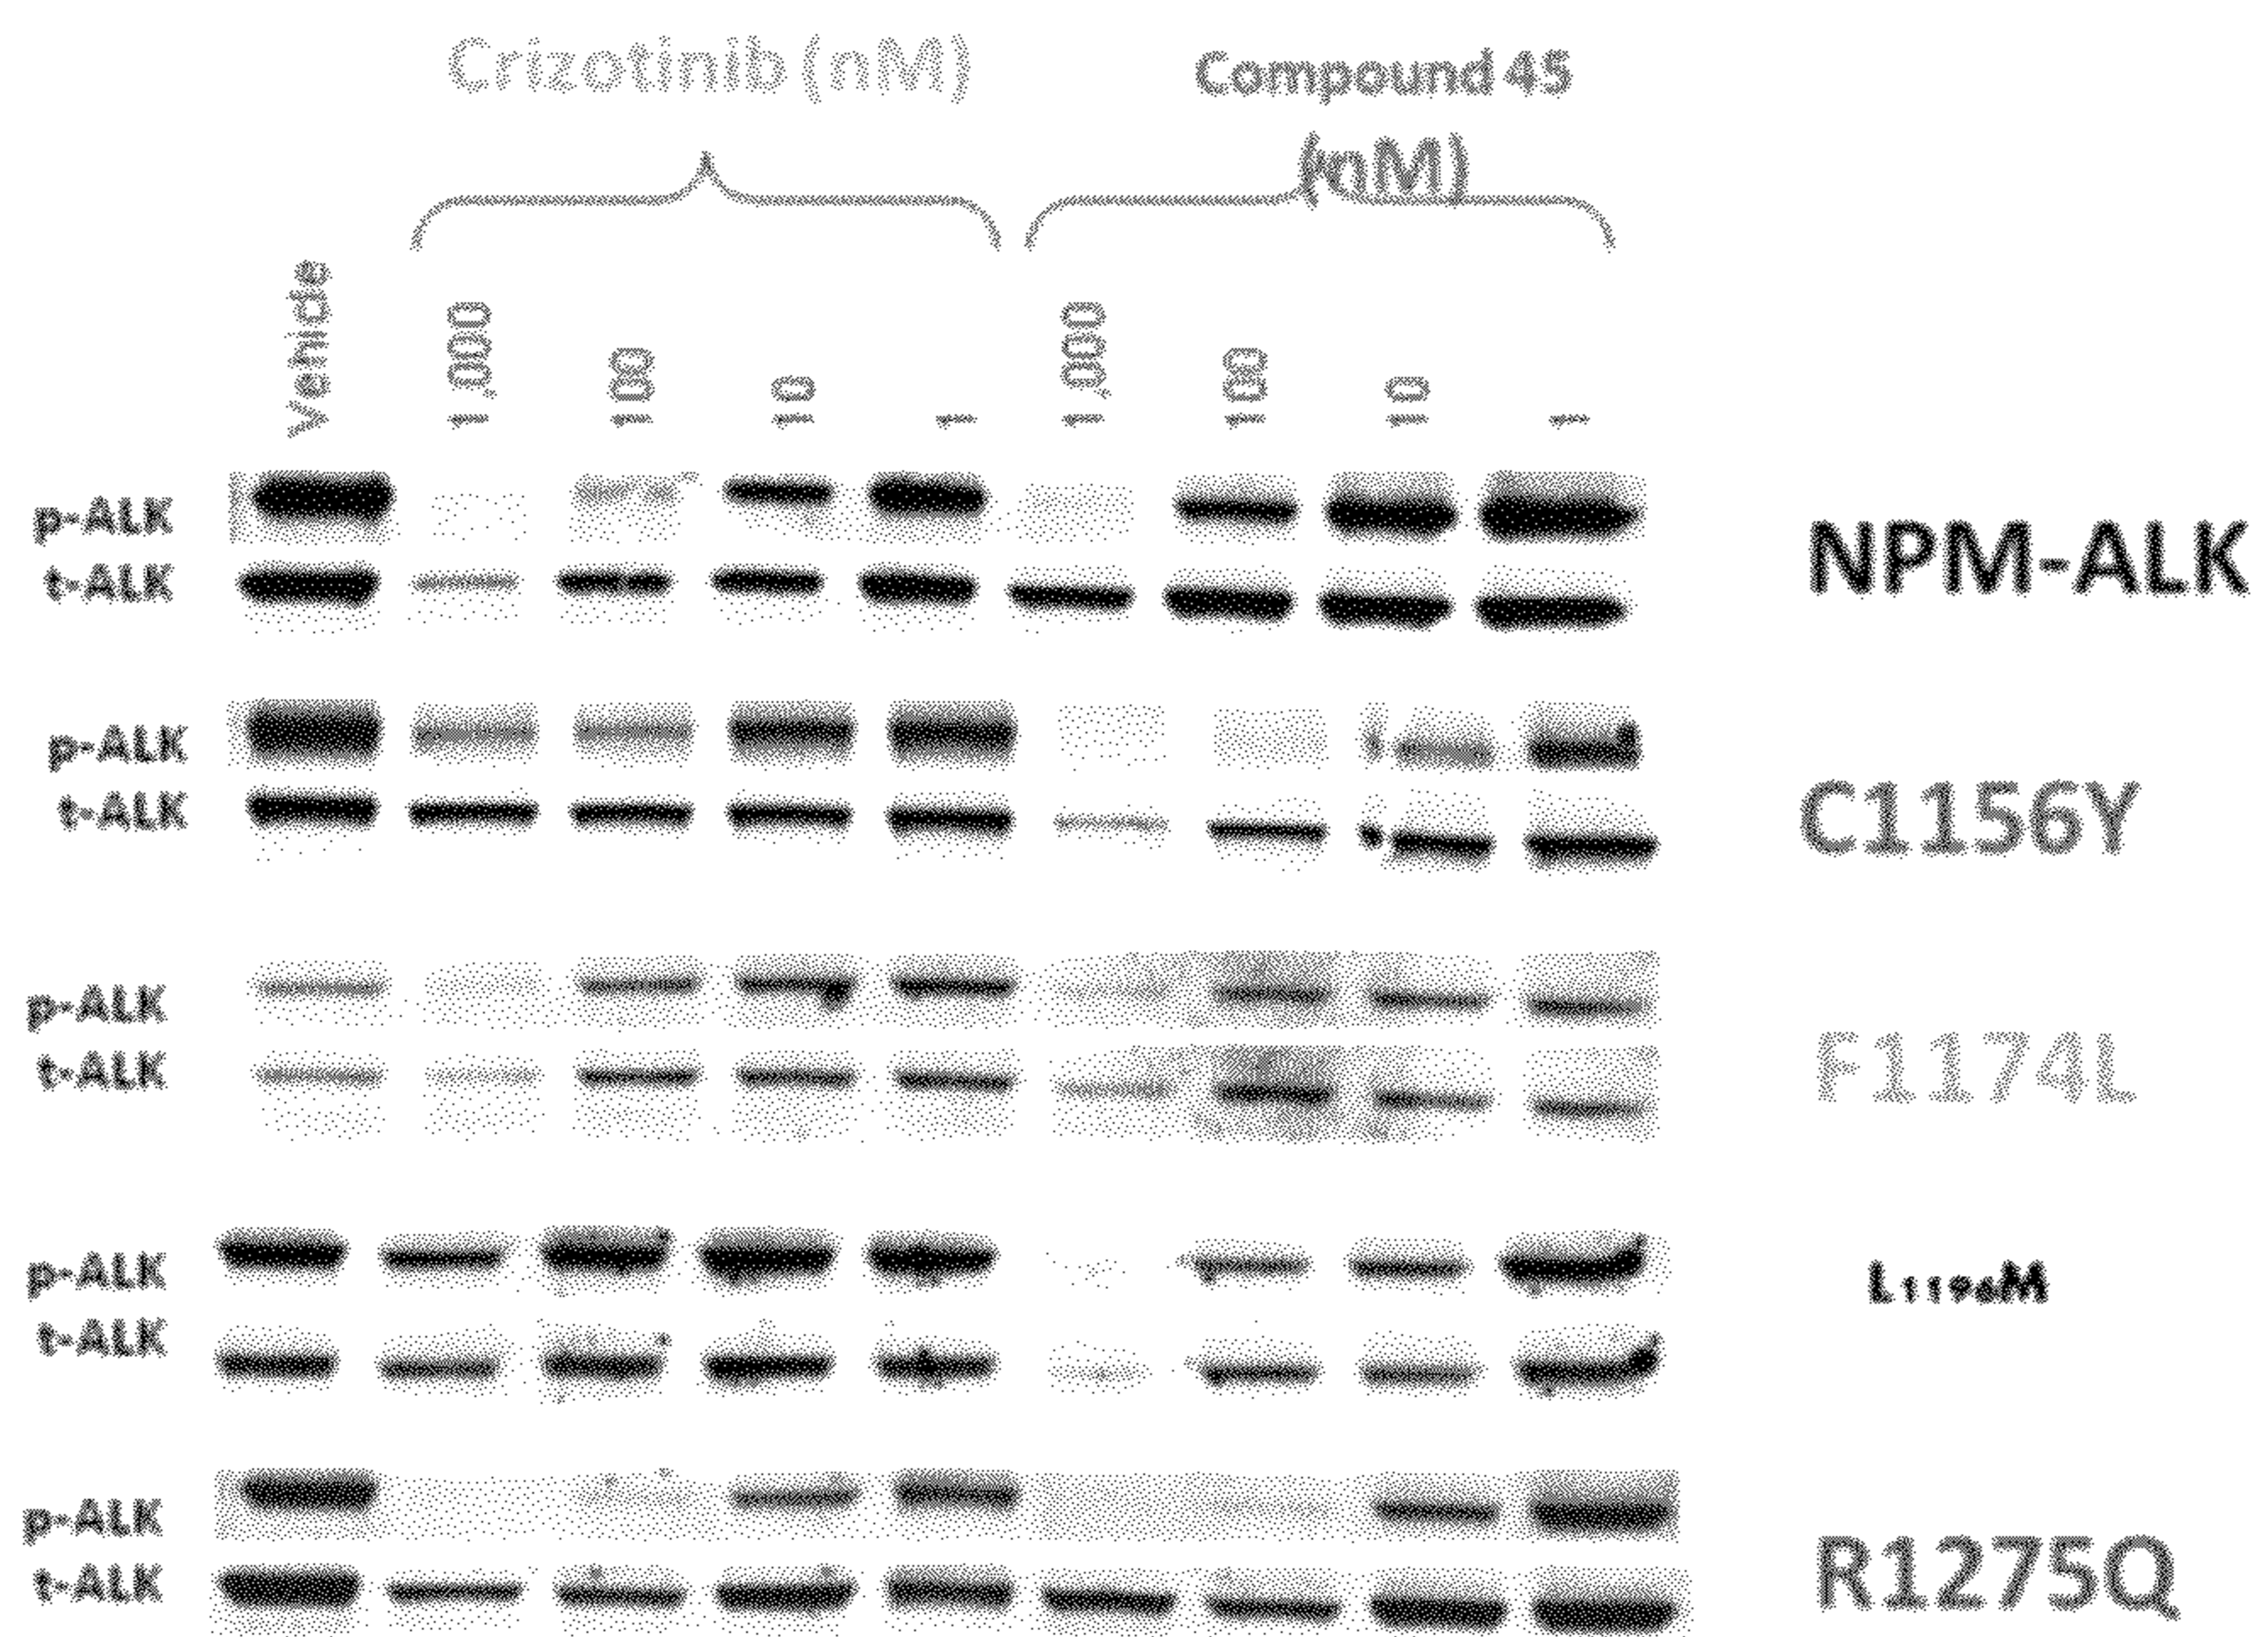 Crizotinib (nM)
Compound 45
(nM)
Vehicle
1,000
100
10
1
1,000
100
10
1
p-ALK
t-ALK
NPM-ALK
p-ALK
t-ALK
C1156Y
p-ALK
t-ALK
F1174L
p-ALK
t-ALK
L1196M
p-ALK
t-ALK
R1275Q